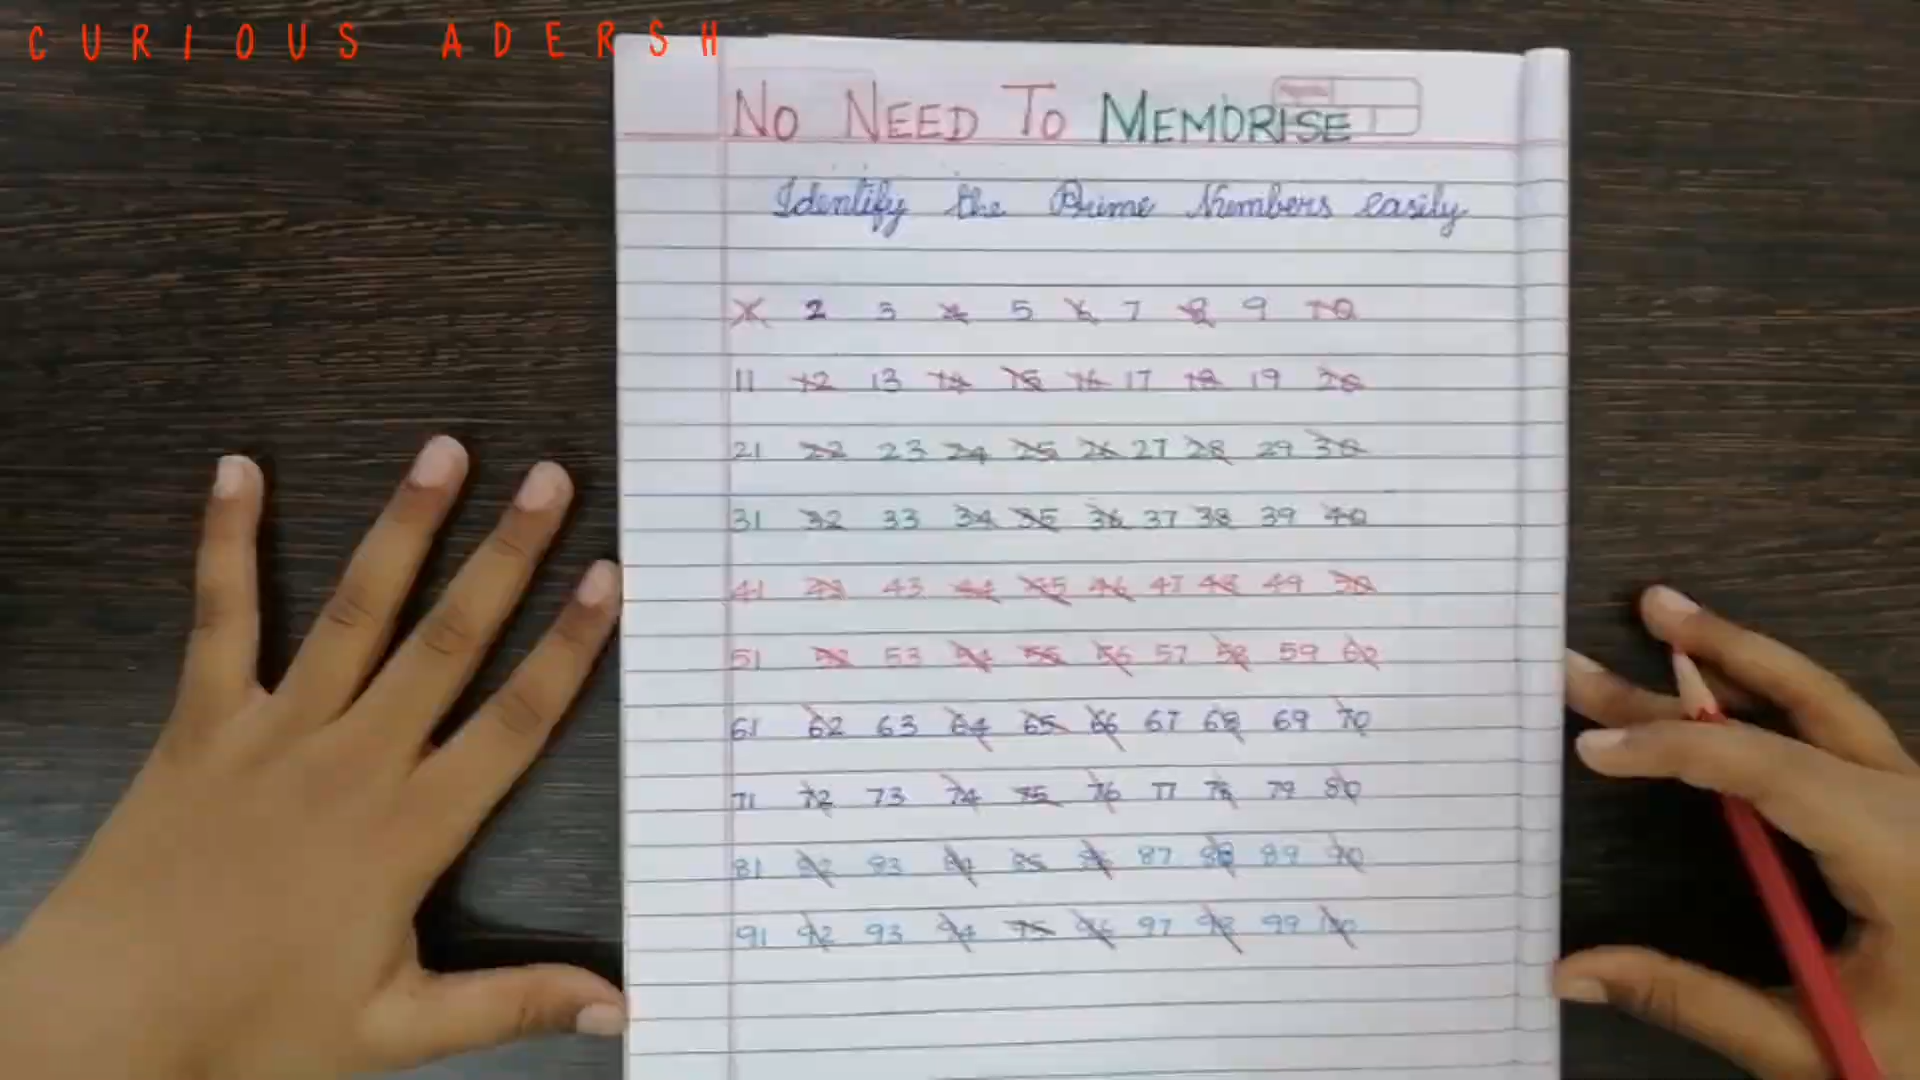 CURIOUS ADERSH
NO NEED TO MEMORISE
Identify the Prime Numbers easily
1 2 3 4 5 6 7 8 9 10
11 12 13 14 15 16 17 18 19 20
21 22 23 24 25 26 27 28 29 30
31 32 33 34 35 36 37 38 39 40
41 42 43 44 45 46 47 48 49 50
51 52 53 54 55 56 57 58 59 60
61 62 63 64 65 66 67 68 69 70
71 72 73 74 75 76 77 78 79 80
81 82 83 84 85 86 87 88 89 90
91 92 93 94 95 96 97 98 99 100